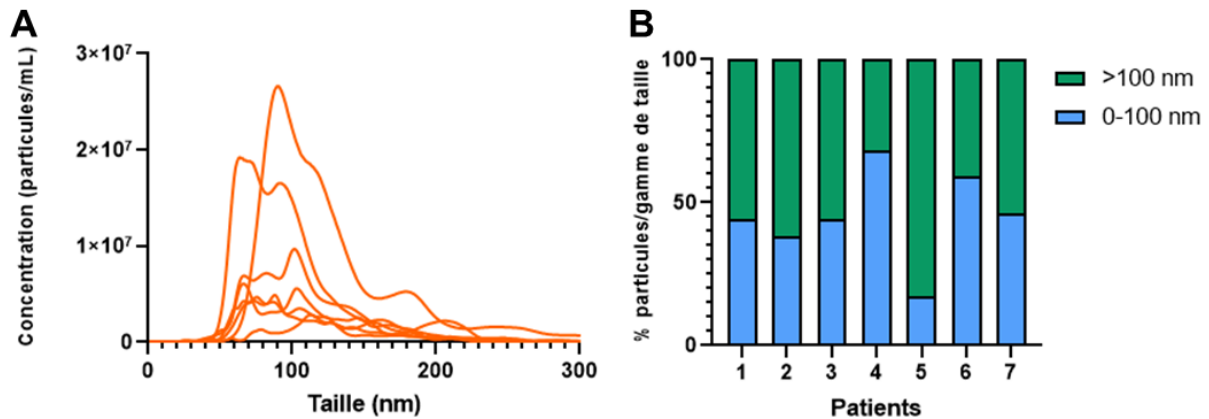 A
Concentration (particules/mL)
3×10⁷
2×10⁷
1×10⁷
0
0
100
200
300
Taille (nm)
B
% particules/gamme de taille
100
50
0
1
2
3
4
5
6
7
Patients
>100 nm
0-100 nm